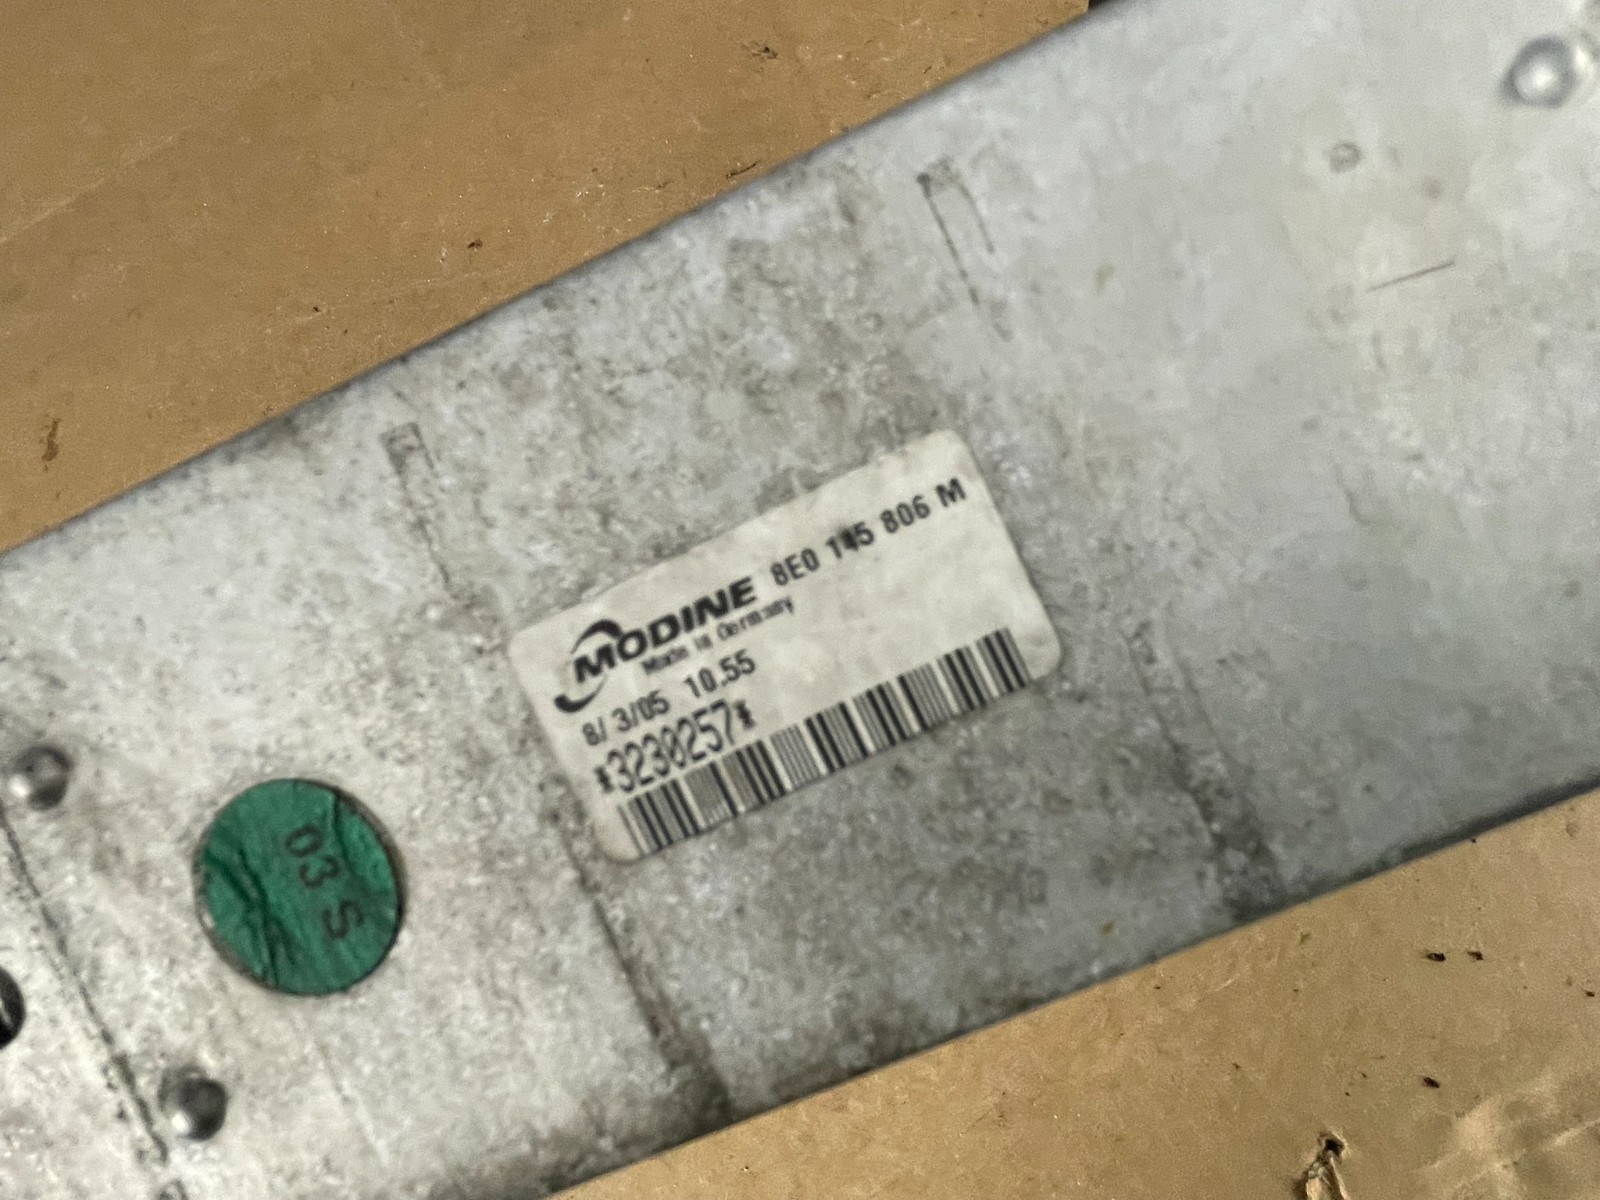 MODINE 8E0 145 806 M
Made in Germany
8/ 3/05 10.55
*3230257*
03 S